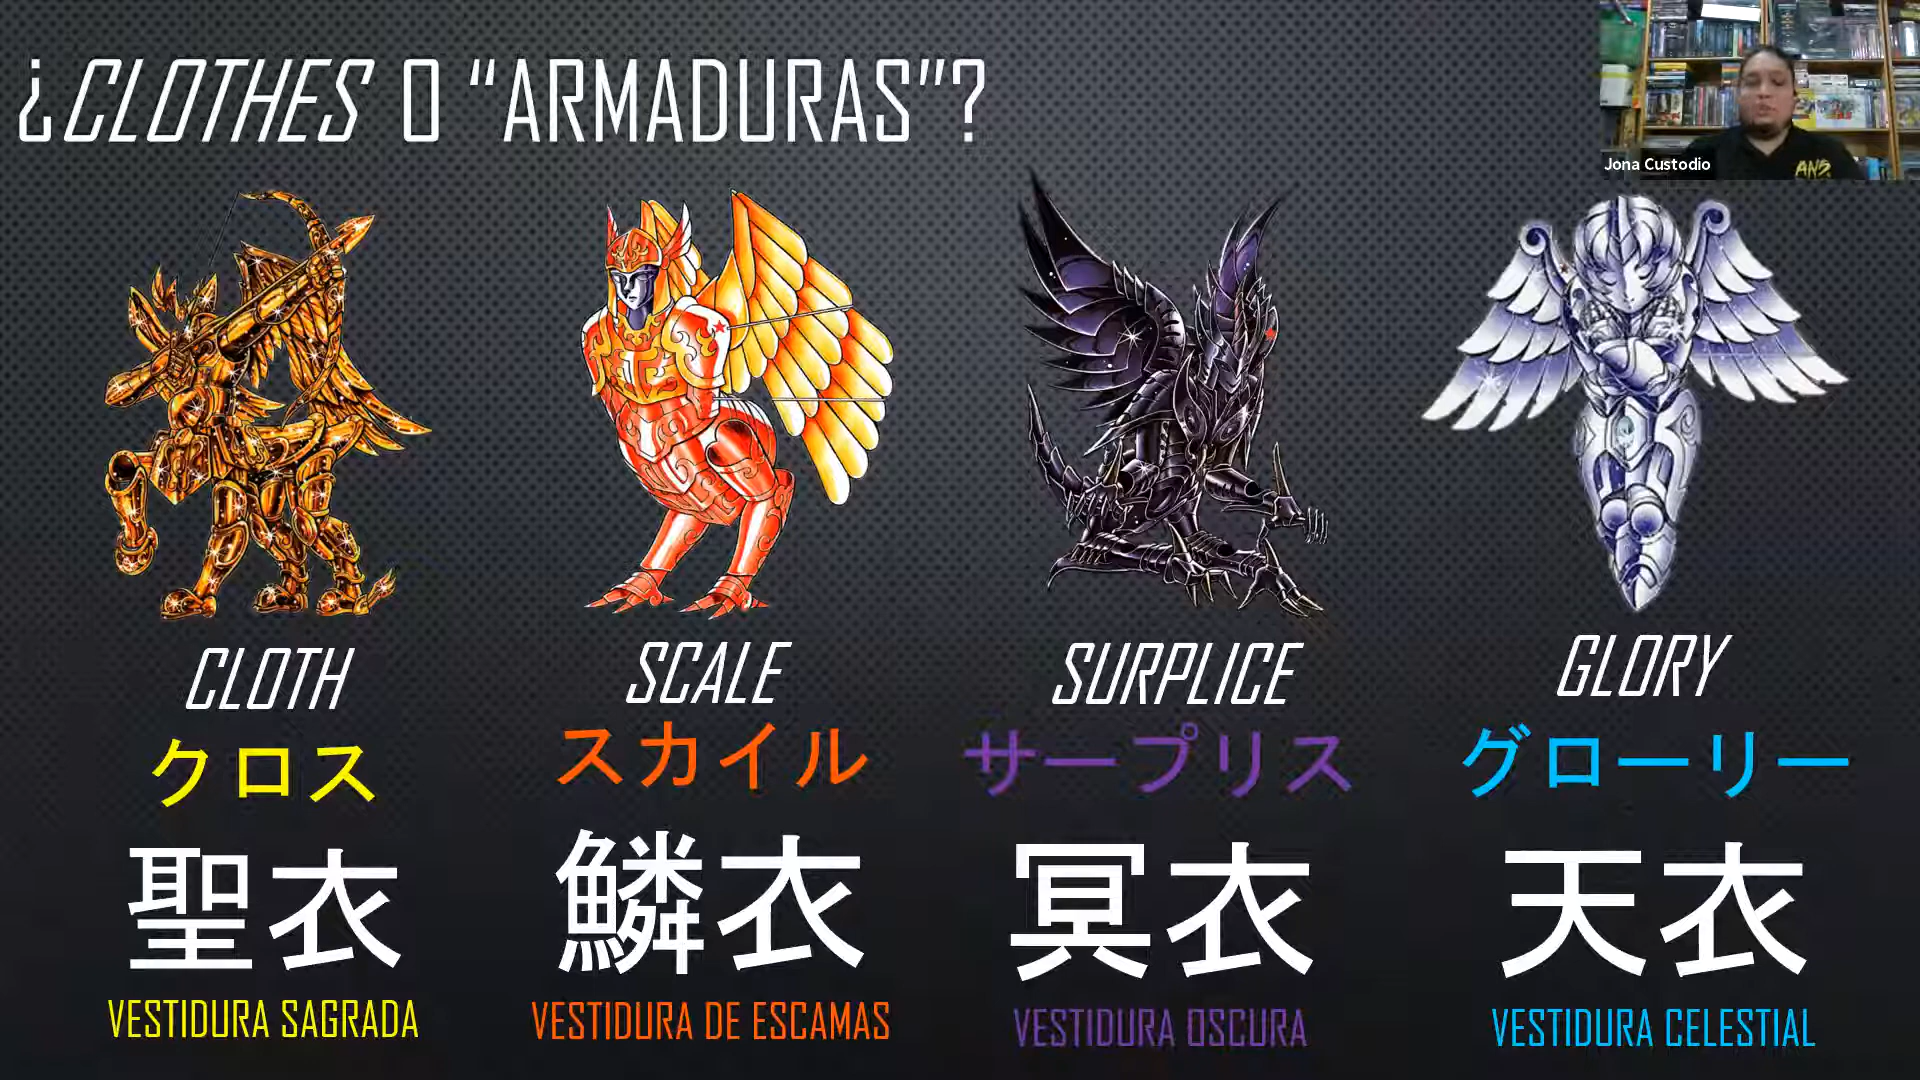 ¿CLOTHES O “ARMADURAS”?
Jona Custodio
ANS
CLOTH
クロス
聖衣
VESTIDURA SAGRADA
SCALE
スカイル
鱗衣
VESTIDURA DE ESCAMAS
SURPLICE
サープリス
冥衣
VESTIDURA OSCURA
GLORY
グローリー
天衣
VESTIDURA CELESTIAL